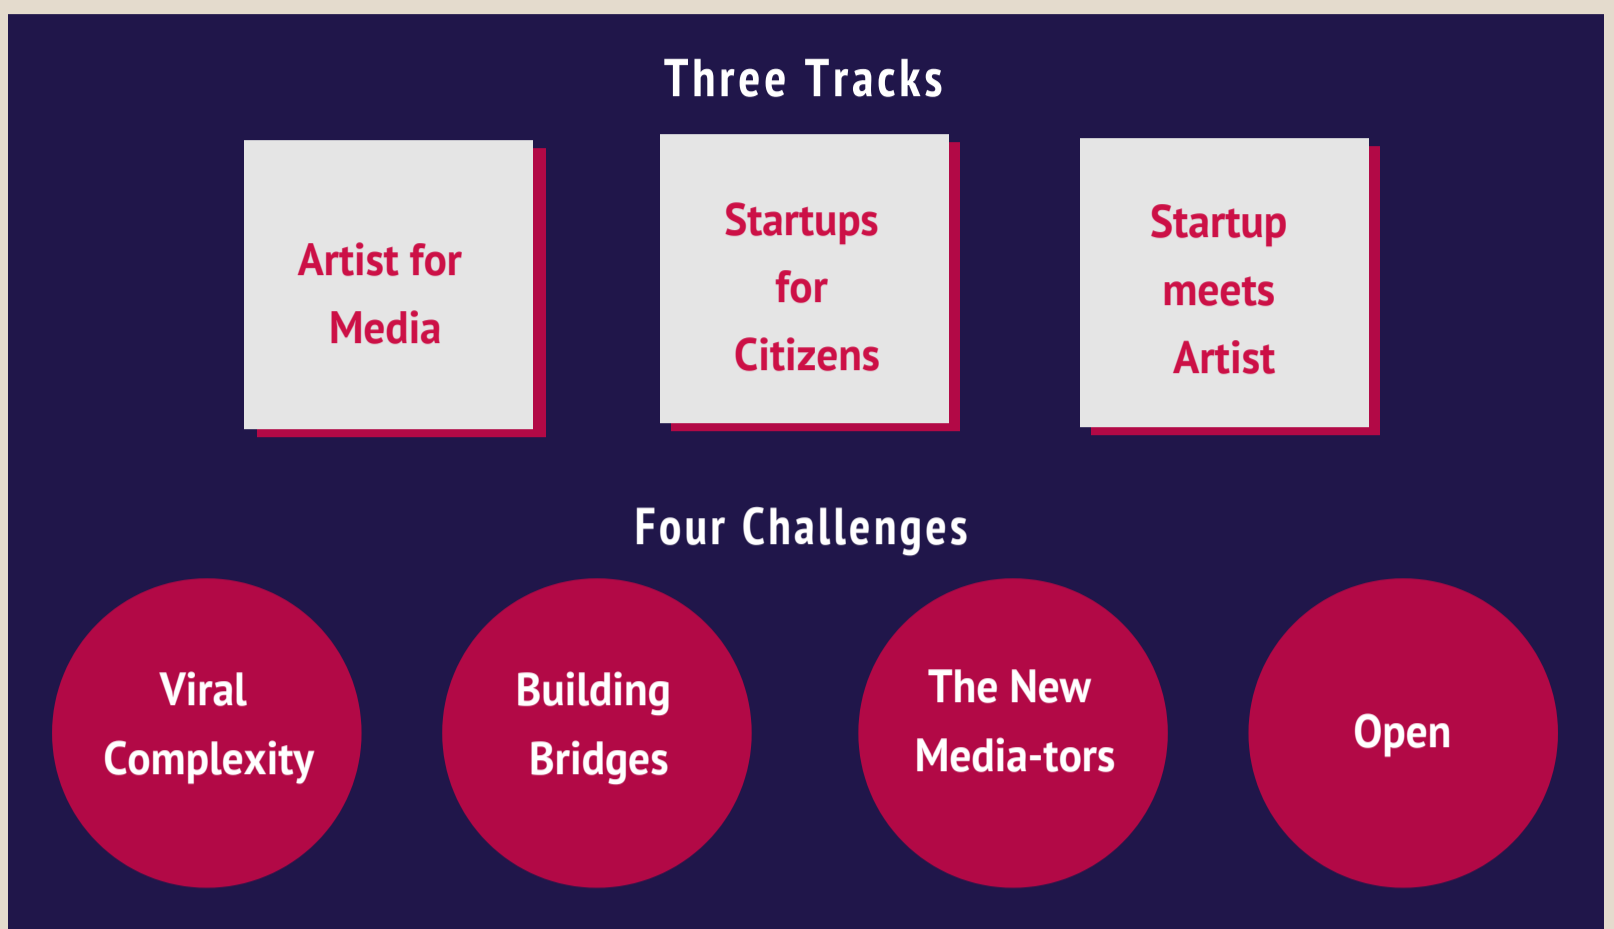 Three Tracks
Artist for
Media
Startups
for
Citizens
Startup
meets
Artist
Four Challenges
Viral
Complexity
Building
Bridges
The New
Media-tors
Open